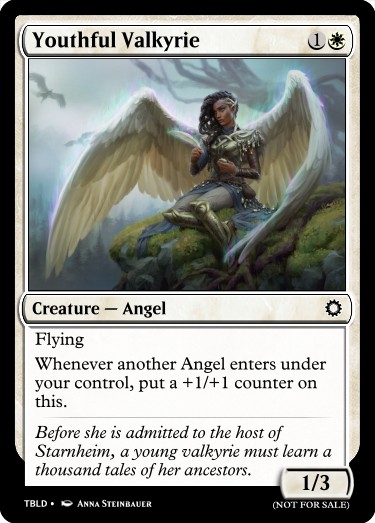 Youthful Valkyrie 1
Creature — Angel
Flying
Whenever another Angel enters under
your control, put a +1/+1 counter on
this.
Before she is admitted to the host of
Starnheim, a young valkyrie must learn a
thousand tales of her ancestors.
1/3
TBLD • Anna Steinbauer
(NOT FOR SALE)